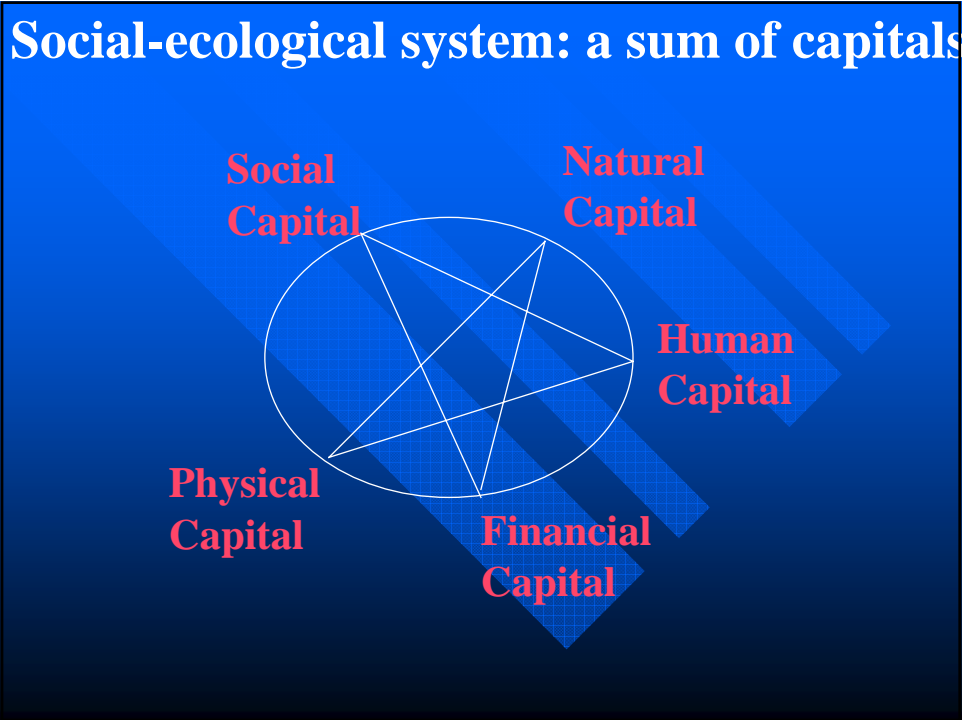 Social-ecological system: a sum of capitals
Social
Capital
Natural
Capital
Human
Capital
Physical
Capital
Financial
Capital